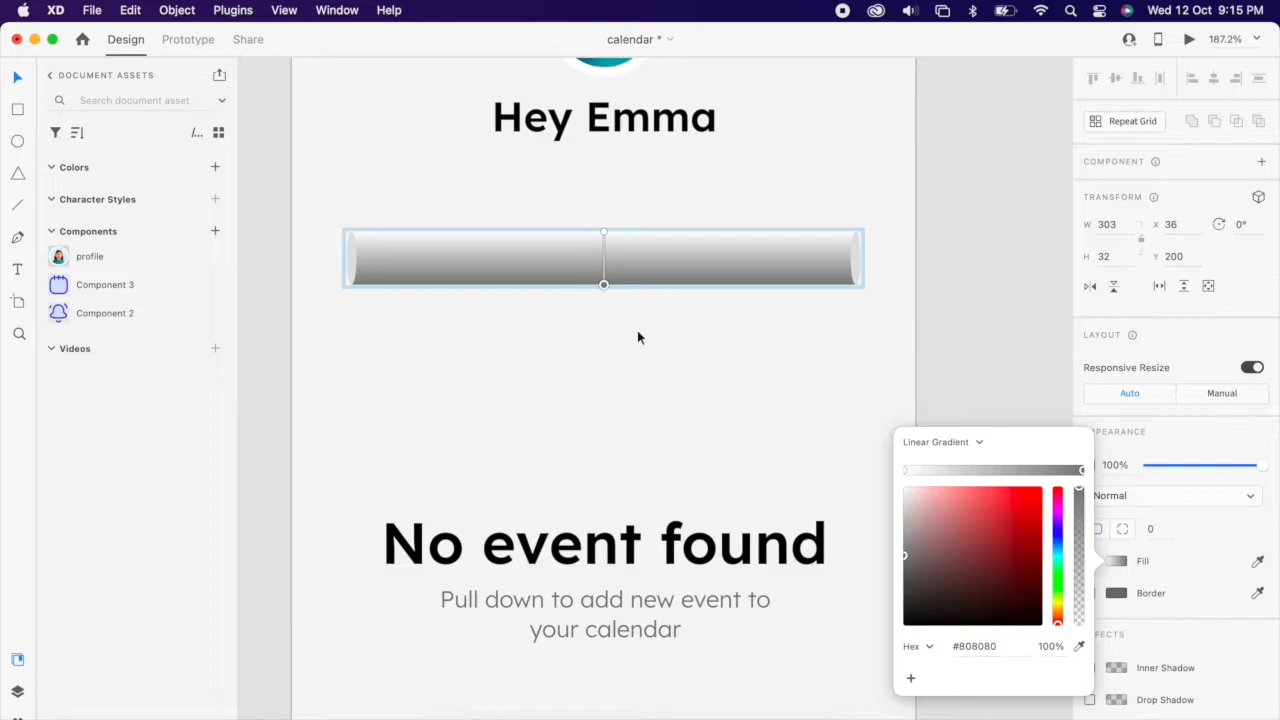 XD File Edit Object Plugins View Window Help
Wed 12 Oct 9:15 PM
Design Prototype Share
calendar *
187.2%
DOCUMENT ASSETS
Search document asset
Colors
Character Styles
Components
profile
Component 3
Component 2
Videos
Hey Emma
No event found
Pull down to add new event to
your calendar
Repeat Grid
COMPONENT
TRANSFORM
W 303 X 36 0°
H 32 Y 200
LAYOUT
Responsive Resize
Auto Manual
PPEARANCE
100%
Normal
0
Fill
Border
FFECTS
Inner Shadow
Drop Shadow
Linear Gradient
Hex #808080 100%